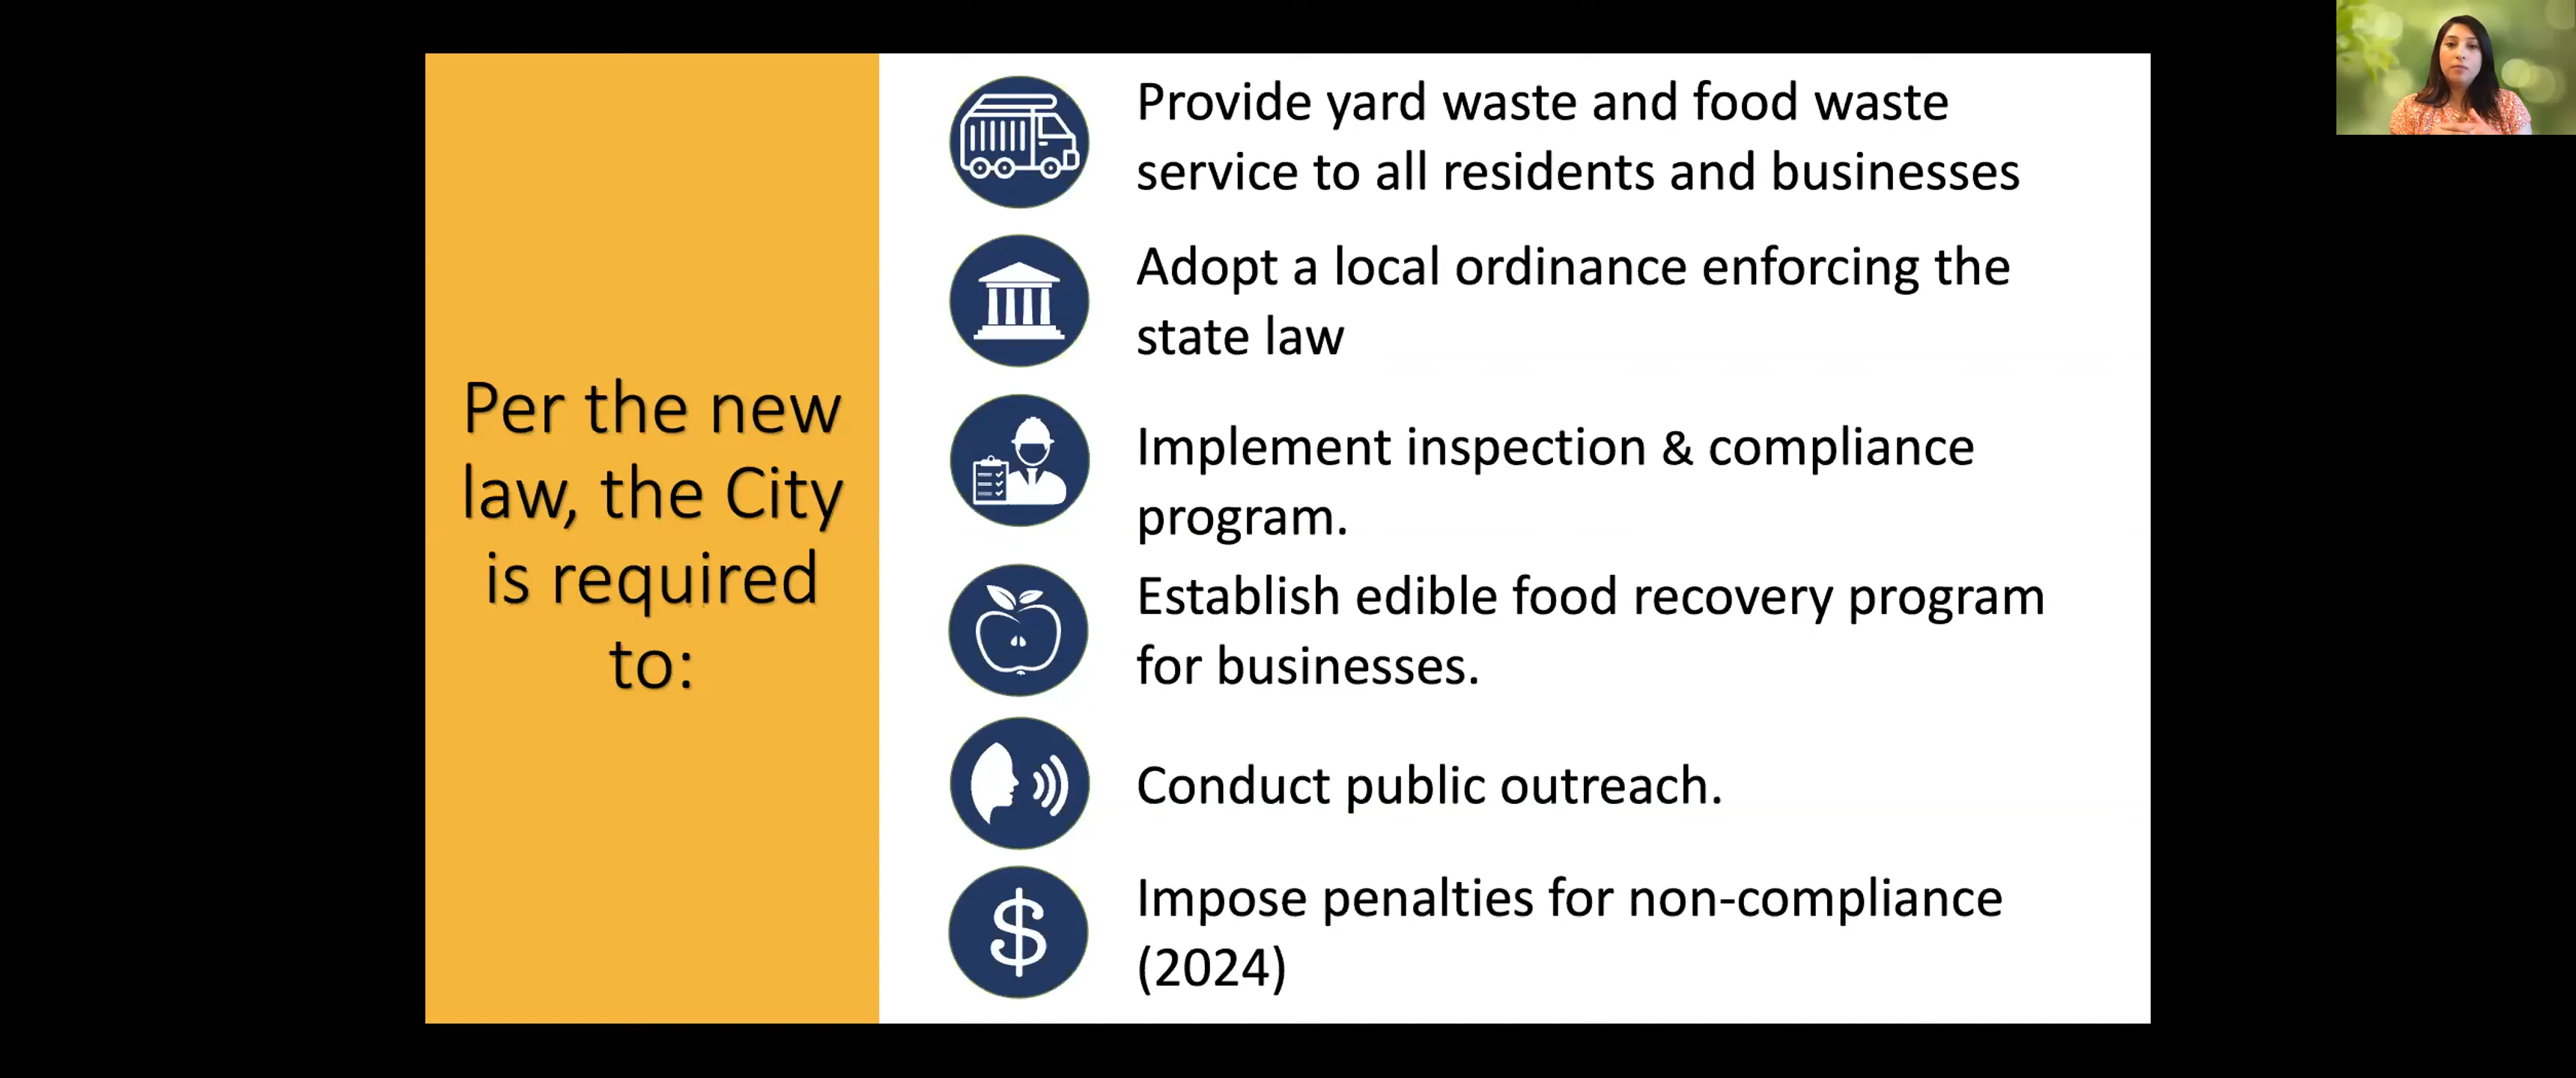 Per the new
law, the City
is required
to:
Provide yard waste and food waste
service to all residents and businesses
Adopt a local ordinance enforcing the
state law
Implement inspection & compliance
program.
Establish edible food recovery program
for businesses.
Conduct public outreach.
$
Impose penalties for non-compliance
(2024)